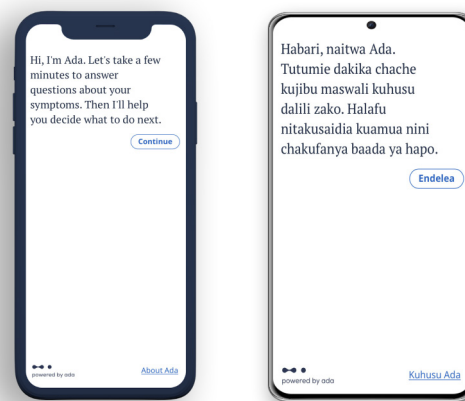 Hi, I'm Ada. Let's take a few
minutes to answer
questions about your
symptoms. Then I'll help
you decide what to do next.
Continue
powered by ada
About Ada
Habari, naitwa Ada.
Tutumie dakika chache
kujibu maswali kuhusu
dalili zako. Halafu
nitakusaidia kuamua nini
chakufanya baada ya hapo.
Endelea
powered by ada
Kuhusu Ada